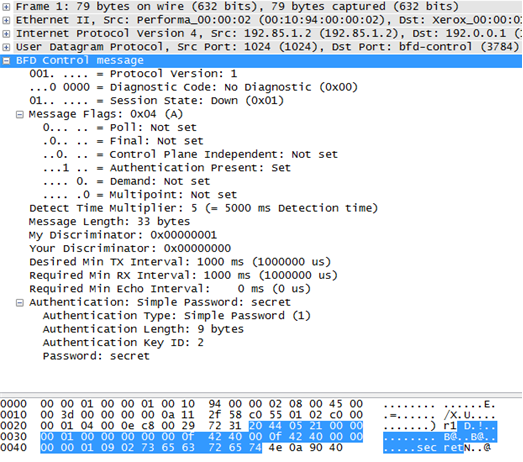 Frame 1: 79 bytes on wire (632 bits), 79 bytes captured (632 bits)
Ethernet II, Src: Performa_00:00:02 (00:10:94:00:00:02), Dst: Xerox_00:00:0
Internet Protocol Version 4, Src: 192.85.1.2 (192.85.1.2), Dst: 192.0.0.1 (
User Datagram Protocol, Src Port: 1024 (1024), Dst Port: bfd-control (3784)
BFD Control message
001. .... = Protocol Version: 1
...0 0000 = Diagnostic Code: No Diagnostic (0x00)
01.. .... = Session State: Down (0x01)
Message Flags: 0x04 (A)
0... .. = Poll: Not set
.0.. .. = Final: Not set
..0. .. = Control Plane Independent: Not set
...1 .. = Authentication Present: Set
.... 0. = Demand: Not set
.... .0 = Multipoint: Not set
Detect Time Multiplier: 5 (= 5000 ms Detection time)
Message Length: 33 bytes
My Discriminator: 0x00000001
Your Discriminator: 0x00000000
Desired Min TX Interval: 1000 ms (1000000 us)
Required Min RX Interval: 1000 ms (1000000 us)
Required Min Echo Interval:    0 ms (0 us)
Authentication: Simple Password: secret
Authentication Type: Simple Password (1)
Authentication Length: 9 bytes
Authentication Key ID: 2
Password: secret
0000  00 00 01 00 00 01 00 10  94 00 00 02 08 00 45 00  ........ ......E.
0010  00 3d 00 00 00 00 0a 11  2f 58 c0 55 01 02 c0 00  .=...... /X.U....
0020  00 01 04 00 0e c8 00 29  72 31 20 44 05 21 00 00  .......) r1 D.!..
0030  00 01 00 00 00 00 00 0f  42 40 00 0f 42 40 00 00  ........ B@..B@..
0040  00 00 01 09 02 73 65 63  72 65 74 4e 0a 90 40  .....sec retN..@